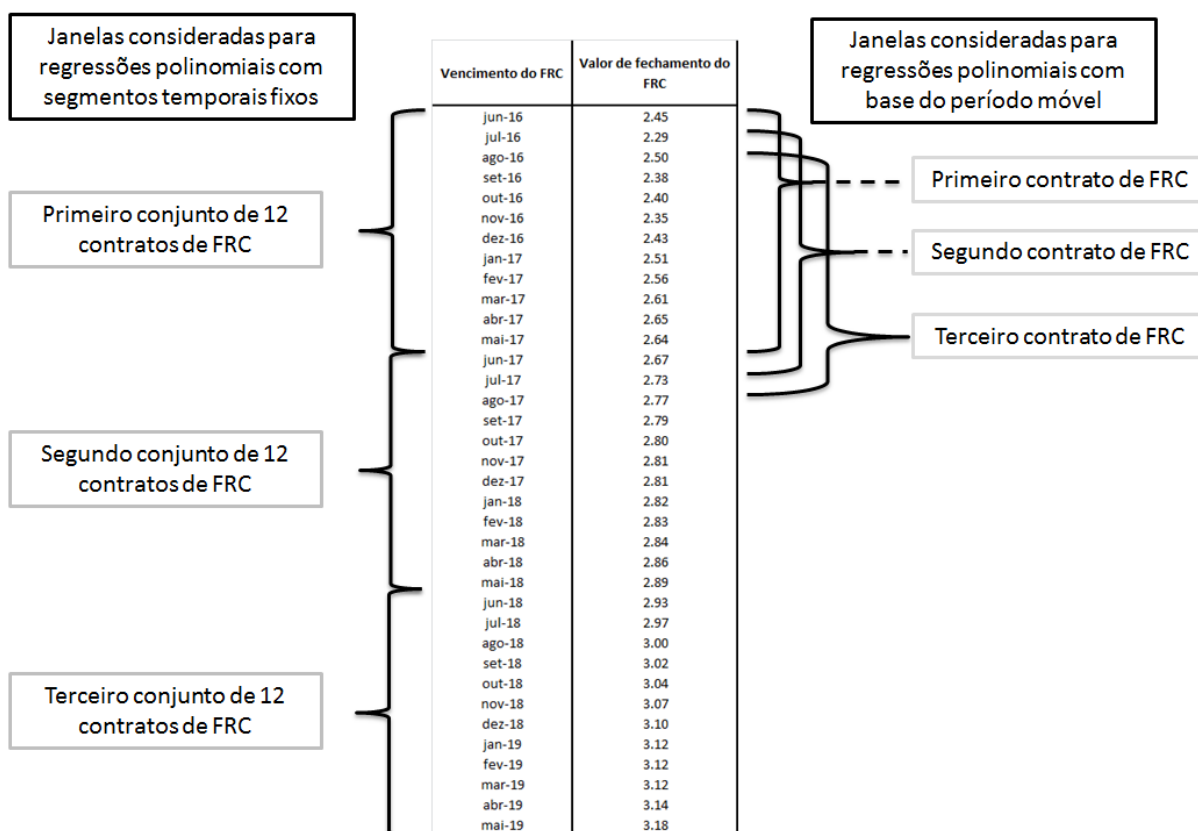 Janelas consideradas para
regressões polinomiais com
segmentos temporais fixos
Primeiro conjunto de 12
contratos de FRC
Segundo conjunto de 12
contratos de FRC
Terceiro conjunto de 12
contratos de FRC
Vencimento do FRC Valor de fechamento do FRC
jun-16 2.45
jul-16 2.29
ago-16 2.50
set-16 2.38
out-16 2.40
nov-16 2.35
dez-16 2.43
jan-17 2.51
fev-17 2.56
mar-17 2.61
abr-17 2.65
mai-17 2.64
jun-17 2.67
jul-17 2.73
ago-17 2.77
set-17 2.79
out-17 2.80
nov-17 2.81
dez-17 2.81
jan-18 2.82
fev-18 2.83
mar-18 2.84
abr-18 2.86
mai-18 2.89
jun-18 2.93
jul-18 2.97
ago-18 3.00
set-18 3.02
out-18 3.04
nov-18 3.07
dez-18 3.10
jan-19 3.12
fev-19 3.12
mar-19 3.12
abr-19 3.14
mai-19 3.18
Janelas consideradas para
regressões polinomiais com
base do período móvel
Primeiro contrato de FRC
Segundo contrato de FRC
Terceiro contrato de FRC